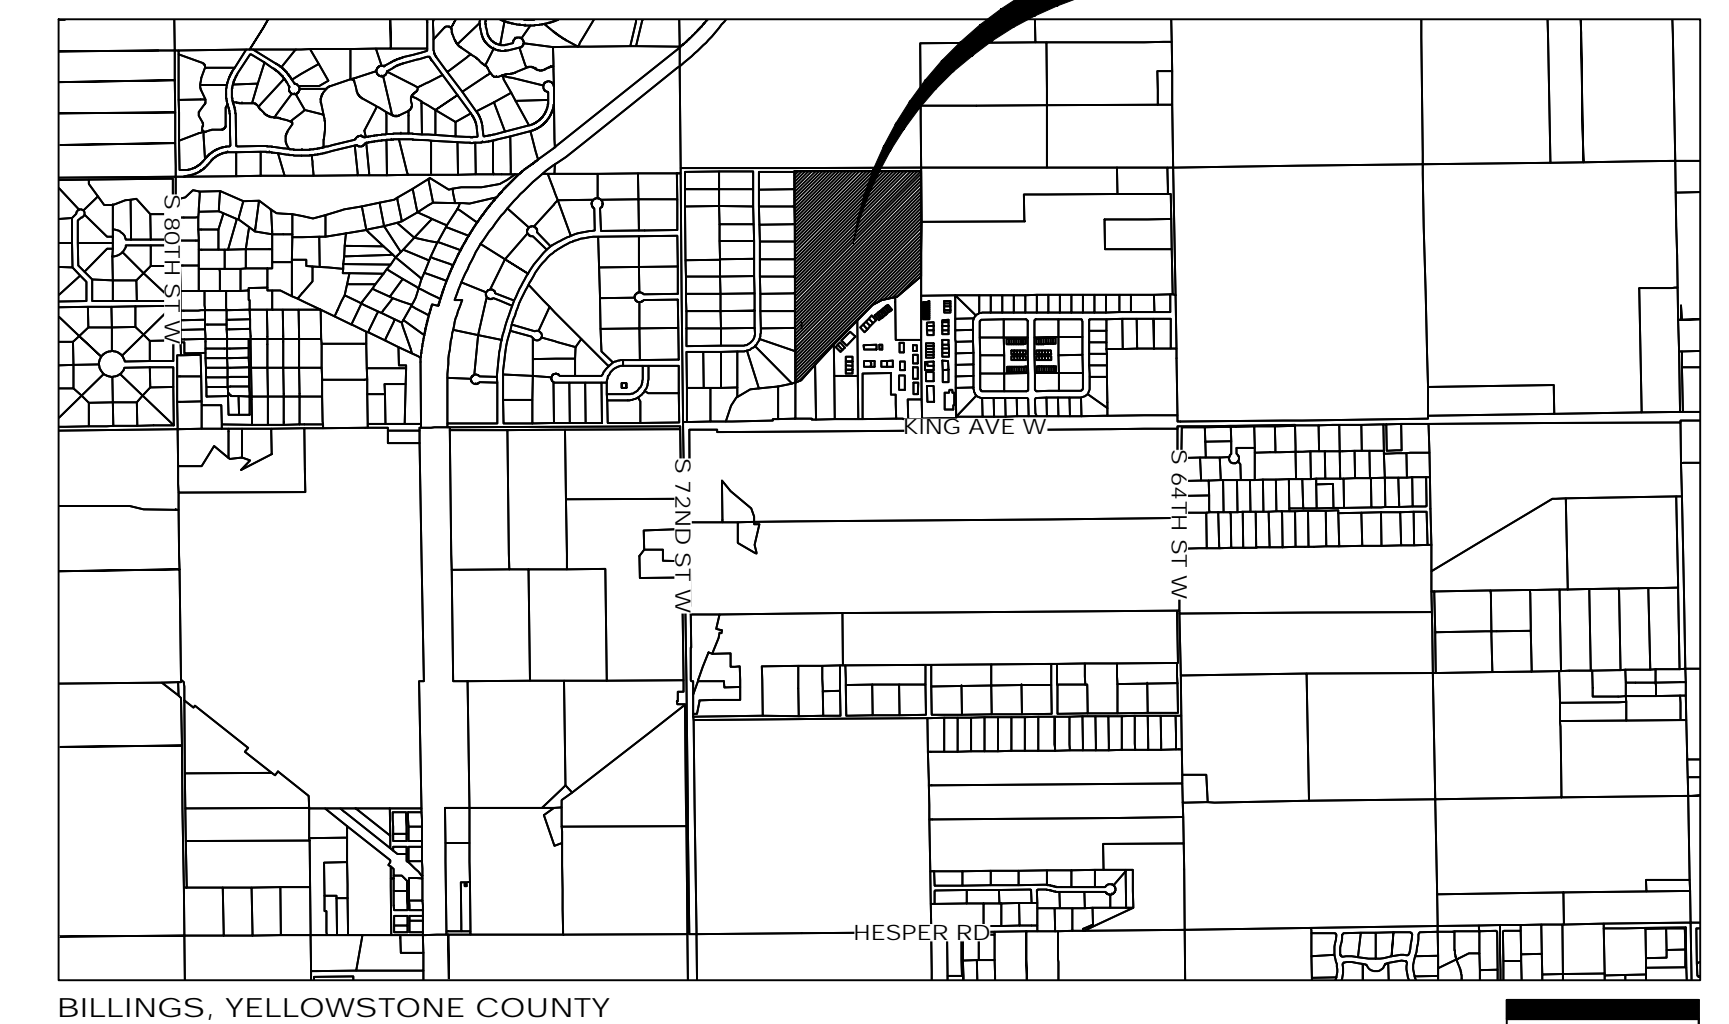 S 80TH ST W
KING AVE W
S 72ND ST W
S 64TH ST W
HESPER RD
BILLINGS, YELLOWSTONE COUNTY